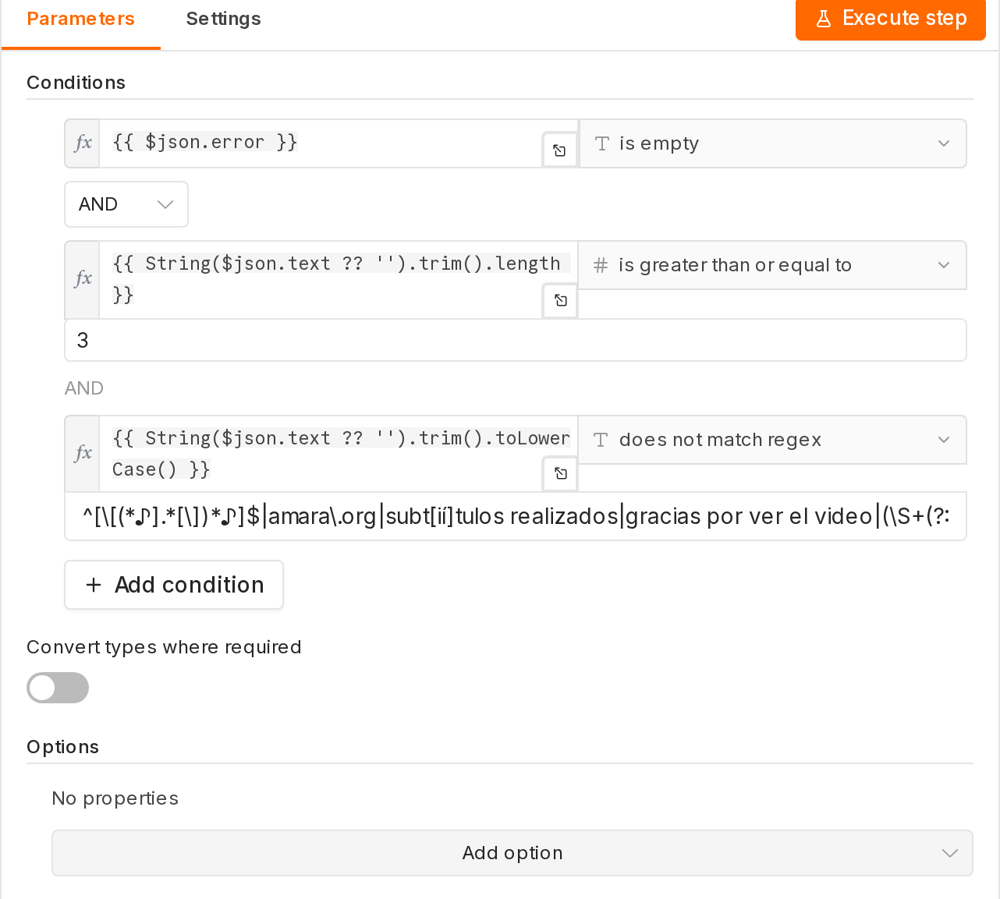 Parameters Settings Execute step
Conditions
fx {{ $json.error }} T is empty
AND
fx {{ String($json.text ?? '').trim().length # is greater than or equal to
}}
3
AND
fx {{ String($json.text ?? '').trim().toLower T does not match regex
Case() }}
^[\[(*♪].*[\])*♪]$|amara\.org|subt[ií]tulos realizados|gracias por ver el video|(\S+(?:
+ Add condition
Convert types where required
Options
No properties
Add option